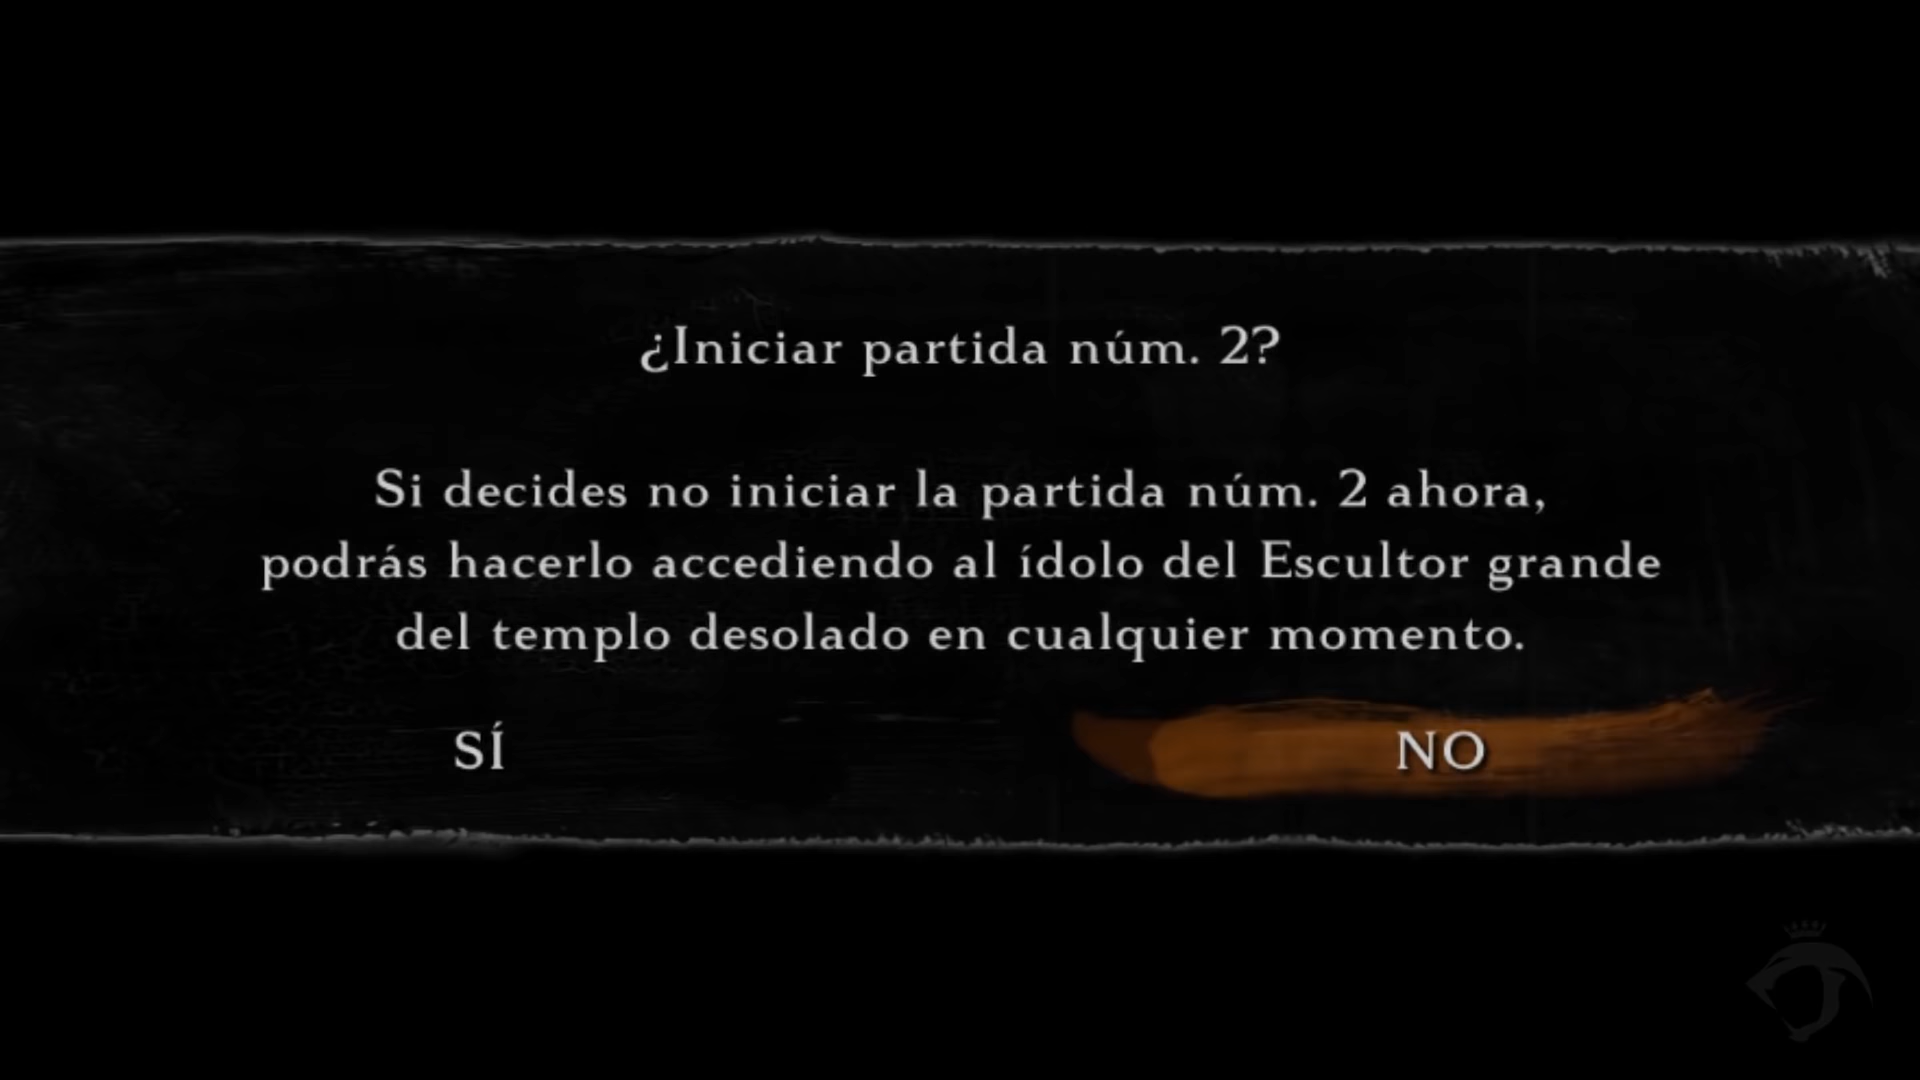 ¿Iniciar partida núm. 2?
Si decides no iniciar la partida núm. 2 ahora,
podrás hacerlo accediendo al ídolo del Escultor grande
del templo desolado en cualquier momento.
SÍ
NO